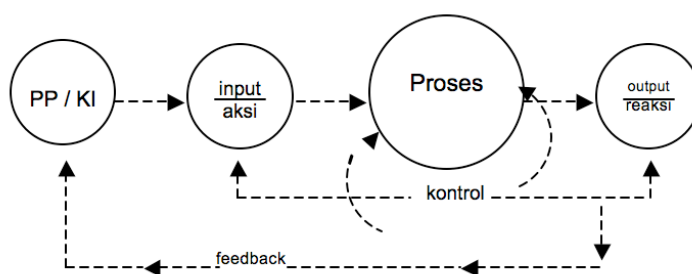 PP / KI
input
aksi
Proses
output
reaksi
kontrol
feedback